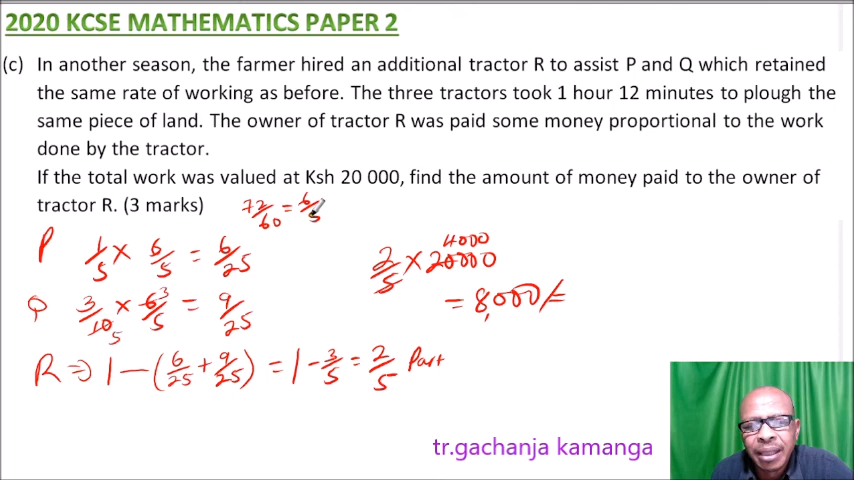 2020 KCSE MATHEMATICS PAPER 2
(c) In another season, the farmer hired an additional tractor R to assist P and Q which retained
the same rate of working as before. The three tractors took 1 hour 12 minutes to plough the
same piece of land. The owner of tractor R was paid some money proportional to the work
done by the tractor.
If the total work was valued at Ksh 20 000, find the amount of money paid to the owner of
tractor R. (3 marks)
72/60 = 6/5
P 1/5 × 6/5 = 6/25
2/5 × 20000 4000
= 8,000/=
Q 3/10 5 × 6 3/5 = 9/25
R ⇒ 1 — (6/25 + 9/25) = 1 - 3/5 = 2/5 Part
tr.gachanja kamanga